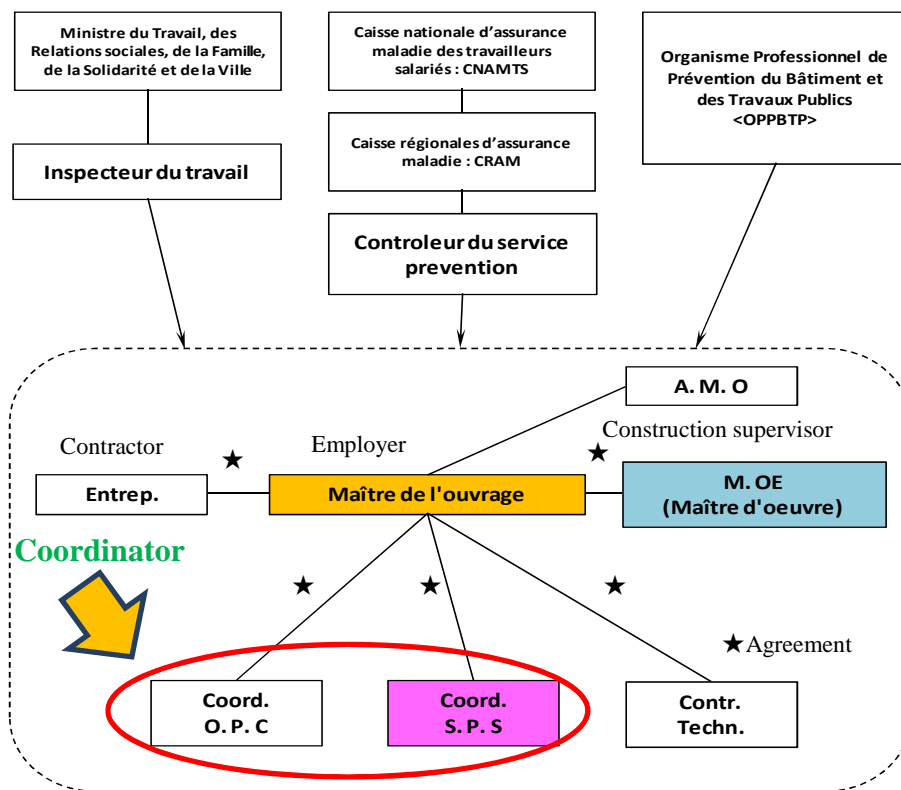 Ministre du Travail, des
Relations sociales, de la Famille,
de la Solidarité et de la Ville
Caisse nationale d'assurance
maladie des travailleurs
salariés : CNAMTS
Organisme Professionnel de
Prévention du Bâtiment et
des Travaux Publics
<OPPBTP>
Caisse régionales d'assurance
maladie : CRAM
Inspecteur du travail
Controleur du service
prevention
A. M. O
Contractor
Employer
Construction supervisor
★
★
Entrep.
Maître de l'ouvrage
M. OE
(Maître d'oeuvre)
Coordinator
★
★
★
★Agreement
Coord.
O. P. C
Coord.
S. P. S
Contr.
Techn.